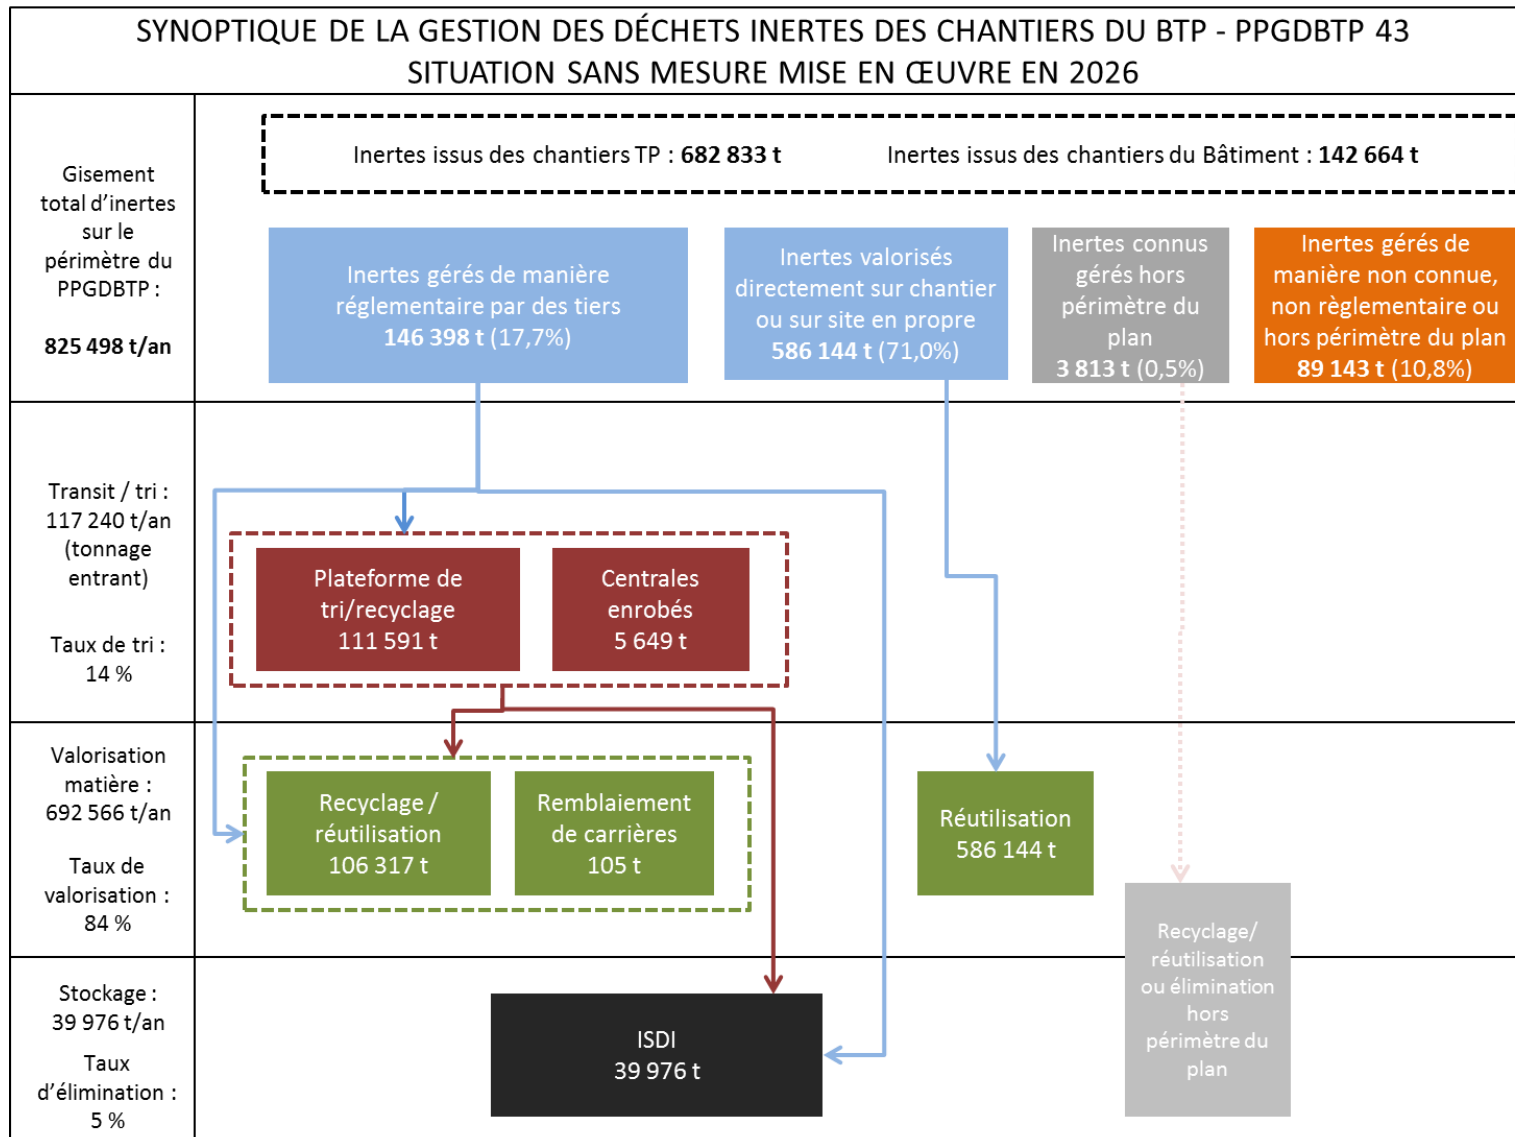 SYNOPTIQUE DE LA GESTION DES DÉCHETS INERTES DES CHANTIERS DU BTP - PPGDBTP 43
SITUATION SANS MESURE MISE EN ŒUVRE EN 2026
Gisement
total d’inertes
sur le
périmètre du
PPGDBTP :
825 498 t/an
Inertes issus des chantiers TP : 682 833 t
Inertes issus des chantiers du Bâtiment : 142 664 t
Inertes gérés de manière
réglementaire par des tiers
146 398 t (17,7%)
Inertes valorisés
directement sur chantier
ou sur site en propre
586 144 t (71,0%)
Inertes connus
gérés hors
périmètre du
plan
3 813 t (0,5%)
Inertes gérés de
manière non connue,
non règlementaire ou
hors périmètre du plan
89 143 t (10,8%)
Transit / tri :
117 240 t/an
(tonnage
entrant)
Taux de tri :
14 %
Plateforme de
tri/recyclage
111 591 t
Centrales
enrobés
5 649 t
Valorisation
matière :
692 566 t/an
Taux de
valorisation :
84 %
Recyclage /
réutilisation
106 317 t
Remblaiement
de carrières
105 t
Réutilisation
586 144 t
Recyclage/
réutilisation
ou élimination
hors
périmètre du
plan
Stockage :
39 976 t/an
Taux
d’élimination :
5 %
ISDI
39 976 t